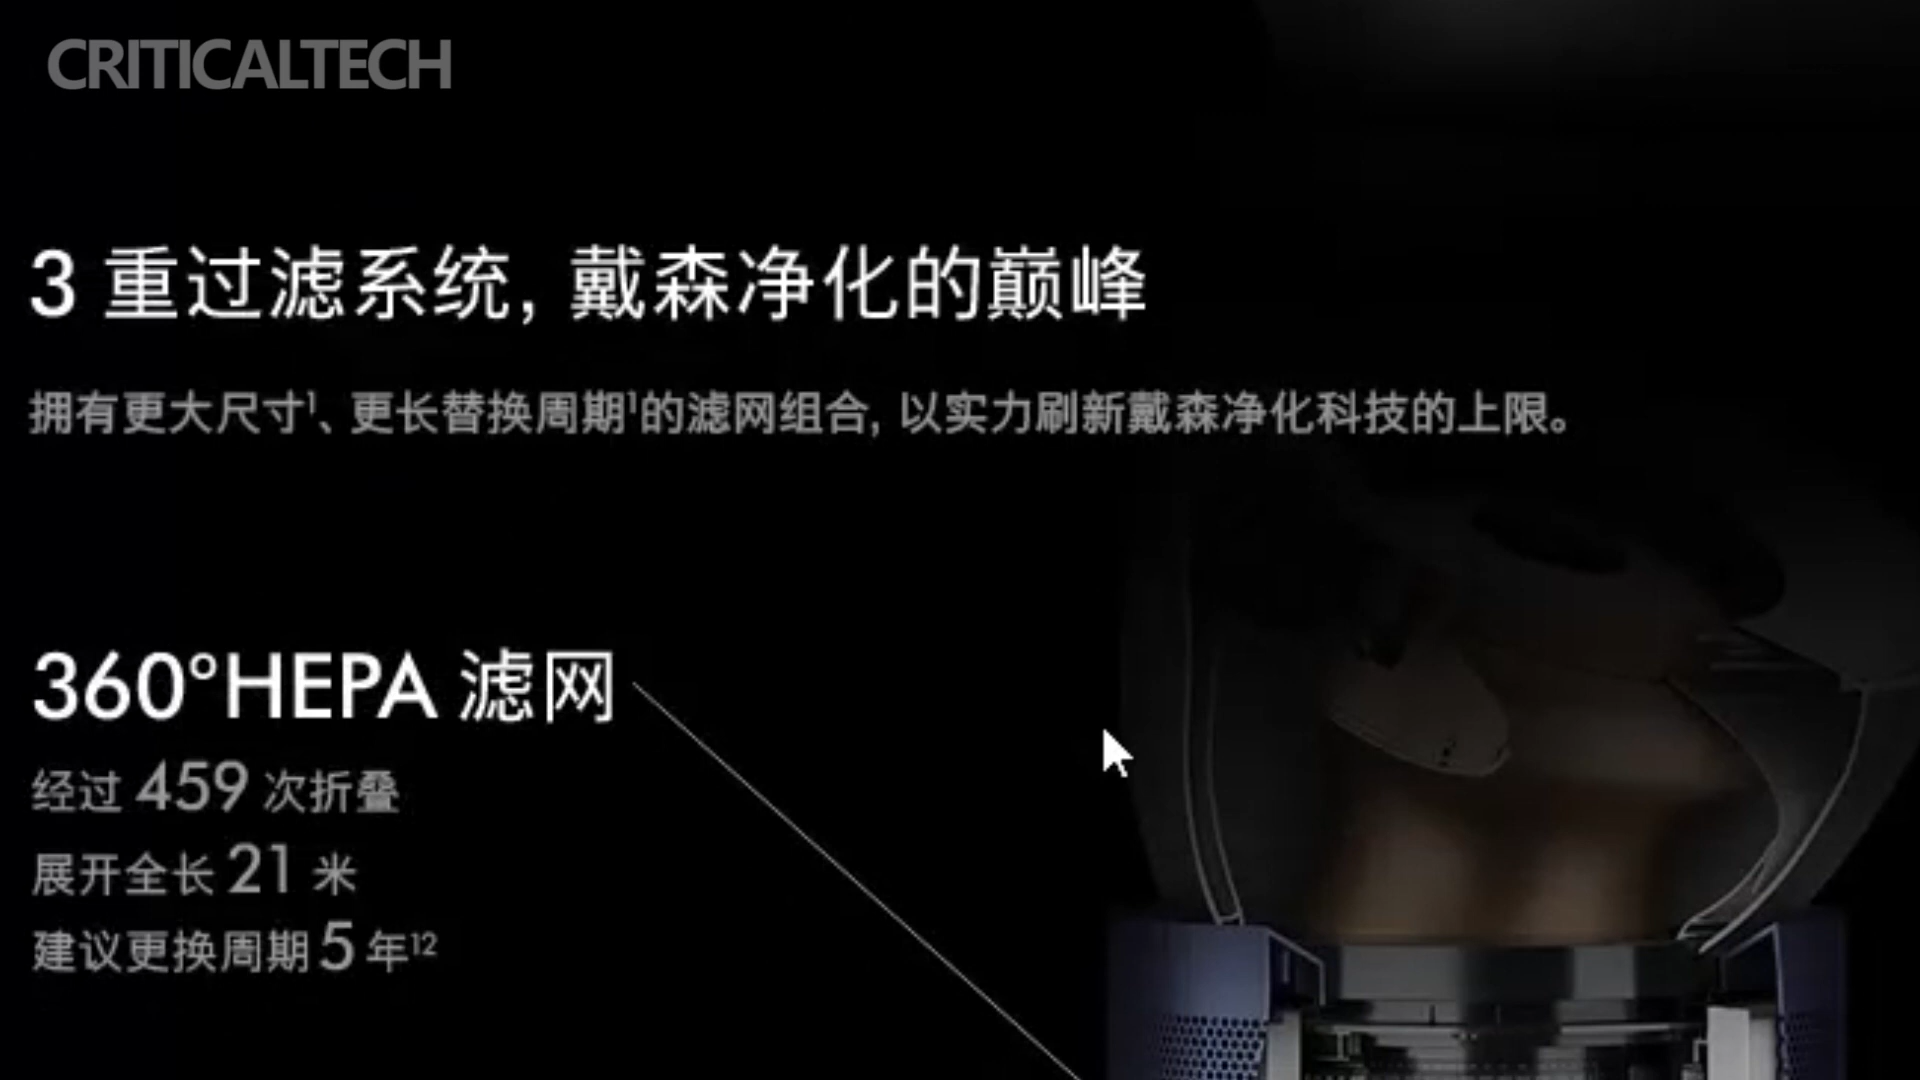 CRITICALTECH
3 重过滤系统, 戴森净化的巅峰
拥有更大尺寸¹、更长替换周期¹的滤网组合, 以实力刷新戴森净化科技的上限。
360°HEPA 滤网
经过 459 次折叠
展开全长 21 米
建议更换周期 5 年¹²